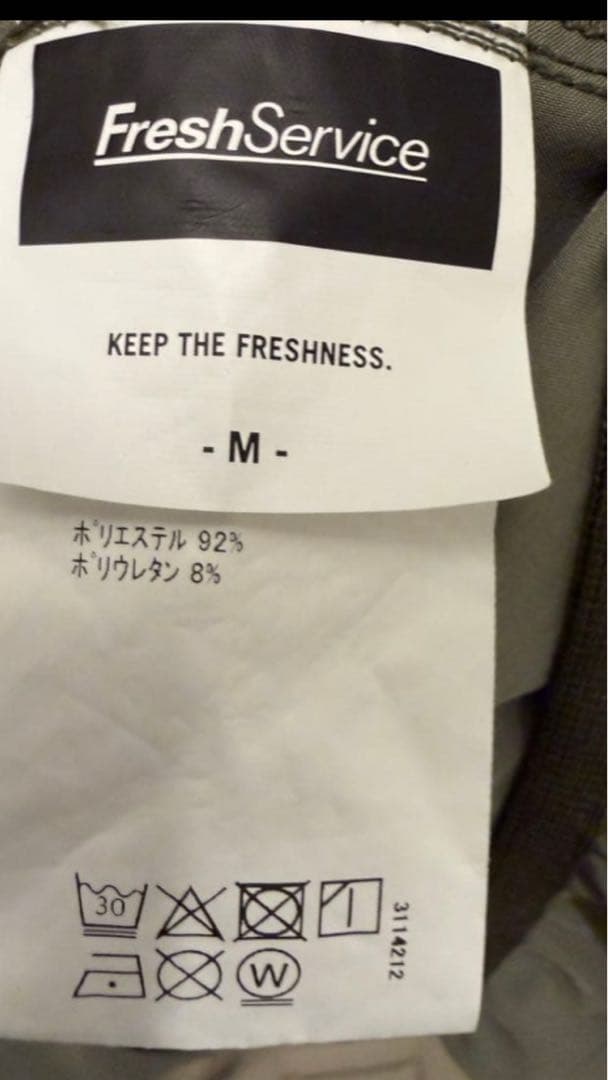 FreshService
KEEP THE FRESHNESS.
- M -
ポリエステル 92%
ポリウレタン 8%
30
W
3114212